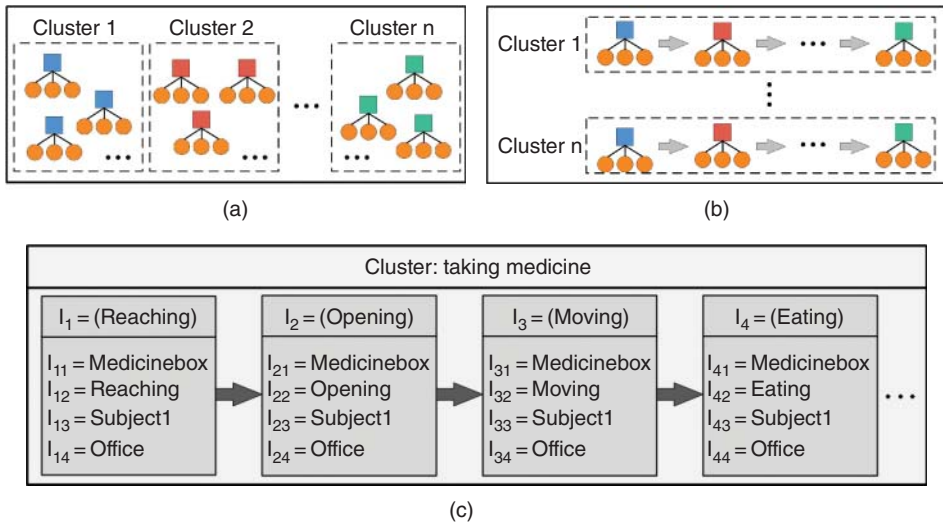 Cluster 1 Cluster 2 Cluster n
...
... ... ...
(a)
Cluster 1 ...
...
Cluster n ...
(b)
Cluster: taking medicine
I₁ = (Reaching)
I₁₁ = Medicinebox
I₁₂ = Reaching
I₁₃ = Subject1
I₁₄ = Office
I₂ = (Opening)
I₂₁ = Medicinebox
I₂₂ = Opening
I₂₃ = Subject1
I₂₄ = Office
I₃ = (Moving)
I₃₁ = Medicinebox
I₃₂ = Moving
I₃₃ = Subject1
I₃₄ = Office
I₄ = (Eating)
I₄₁ = Medicinebox
I₄₂ = Eating
I₄₃ = Subject1
I₄₄ = Office
...
(c)